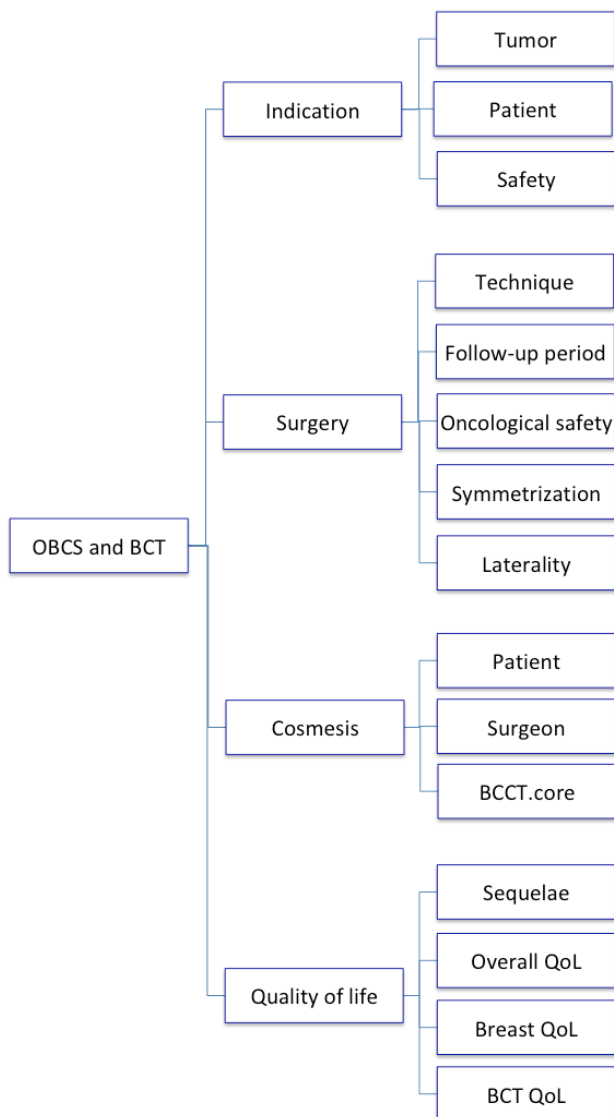 OBCS and BCT
Indication
Tumor
Patient
Safety
Surgery
Technique
Follow-up period
Oncological safety
Symmetrization
Laterality
Cosmesis
Patient
Surgeon
BCCT.core
Quality of life
Sequelae
Overall QoL
Breast QoL
BCT QoL